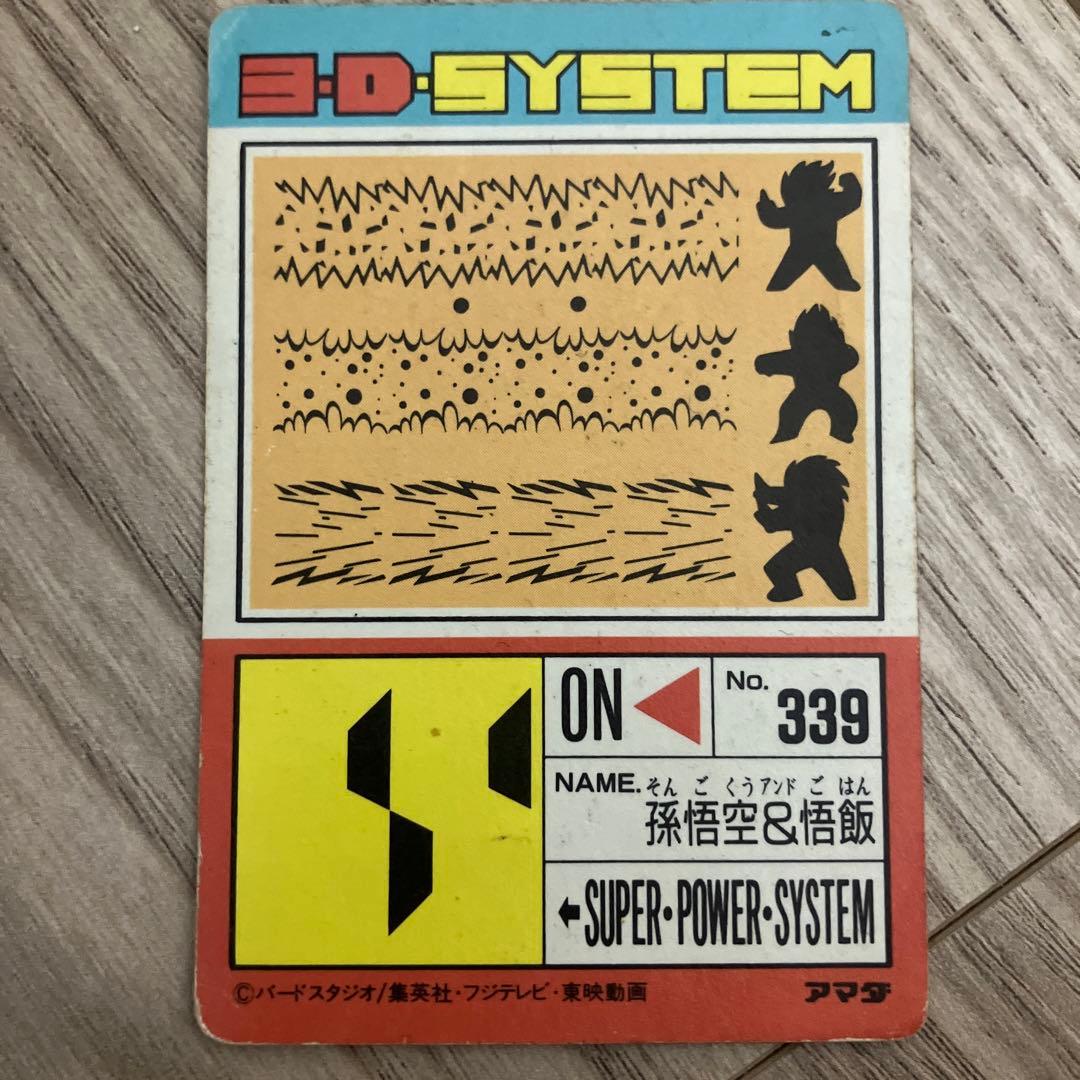 3・D・SYSTEM
ON
No.
339
NAME.
そん ご くう アンド ご はん
孫悟空&悟飯
←SUPER・POWER・SYSTEM
©バードスタジオ/集英社・フジテレビ・東映動画
アマダ